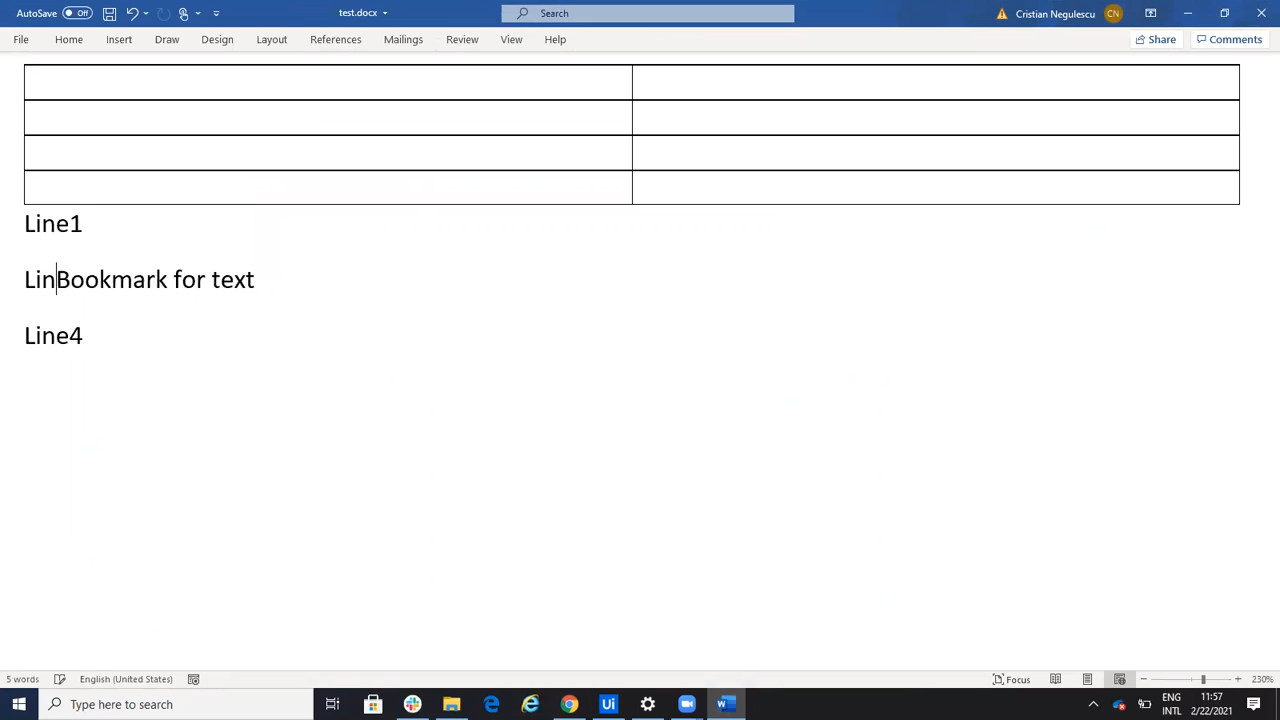 AutoSave Off test.docx Search Cristian Negulescu CN
File Home Insert Draw Design Layout References Mailings Review View Help Share Comments
Line1
LinBookmark for text
Line4
5 words English (United States) Focus 230%
Type here to search Ui W ENG 11:57
INTL 2/22/2021